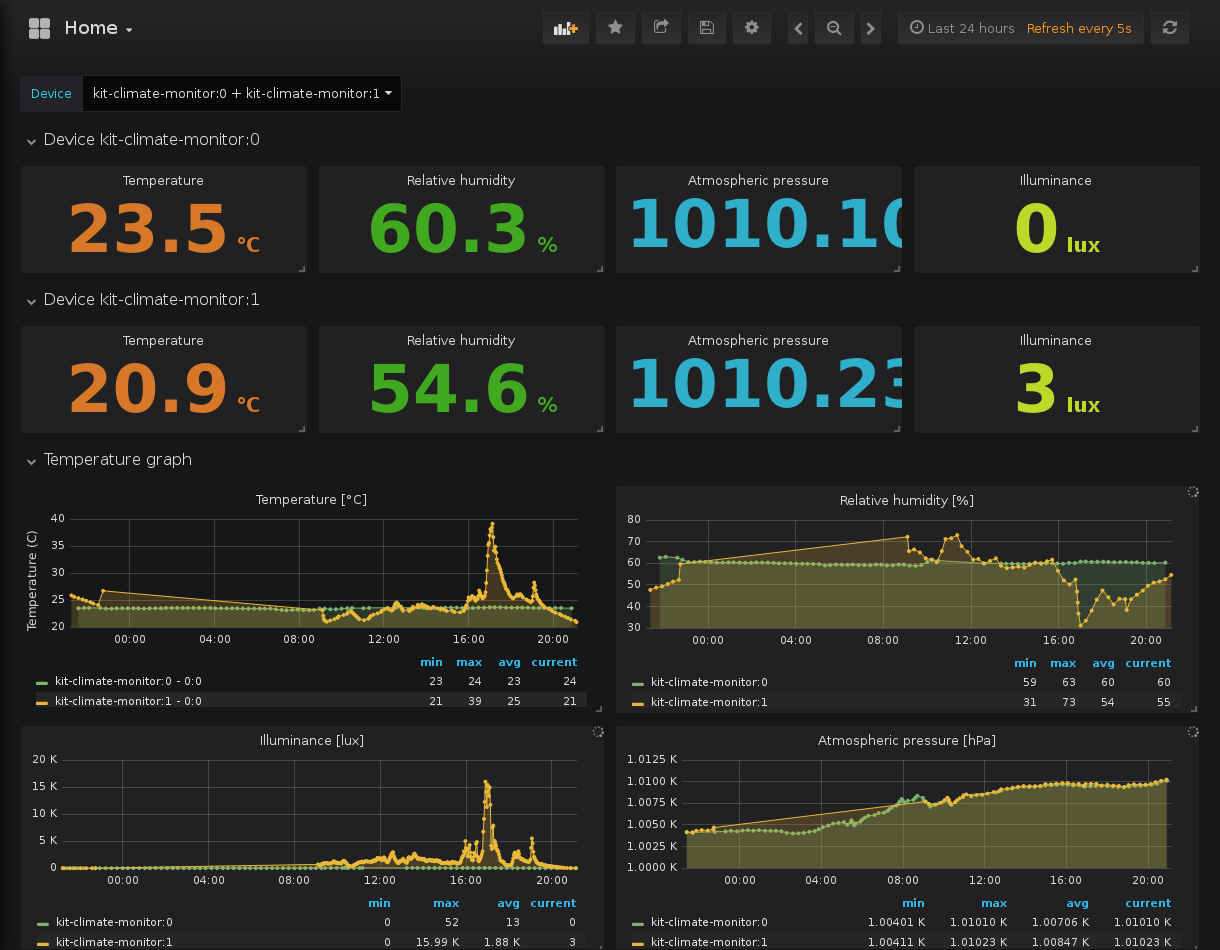 Home
Last 24 hours Refresh every 5s
Device kit-climate-monitor:0 + kit-climate-monitor:1
Device kit-climate-monitor:0
Temperature Relative humidity Atmospheric pressure Illuminance
23.5 °C 60.3 % 1010.10 0 lux
Device kit-climate-monitor:1
Temperature Relative humidity Atmospheric pressure Illuminance
20.9 °C 54.6 % 1010.23 3 lux
Temperature graph
Temperature [°C]
Temperature (C)
40
35
30
25
20
00:00 04:00 08:00 12:00 16:00 20:00
min max avg current
kit-climate-monitor:0 - 0:0 23 24 23 24
kit-climate-monitor:1 - 0:0 21 39 25 21
Relative humidity [%]
80
70
60
50
40
30
00:00 04:00 08:00 12:00 16:00 20:00
min max avg current
kit-climate-monitor:0 59 63 60 60
kit-climate-monitor:1 31 73 54 55
Illuminance [lux]
20 K
15 K
10 K
5 K
0
00:00 04:00 08:00 12:00 16:00 20:00
min max avg current
kit-climate-monitor:0 0 52 13 0
kit-climate-monitor:1 0 15.99 K 1.88 K 3
Atmospheric pressure [hPa]
1.0125 K
1.0100 K
1.0075 K
1.0050 K
1.0025 K
1.0000 K
00:00 04:00 08:00 12:00 16:00 20:00
min max avg current
kit-climate-monitor:0 1.00401 K 1.01010 K 1.00706 K 1.01010 K
kit-climate-monitor:1 1.00411 K 1.01023 K 1.00847 K 1.01023 K